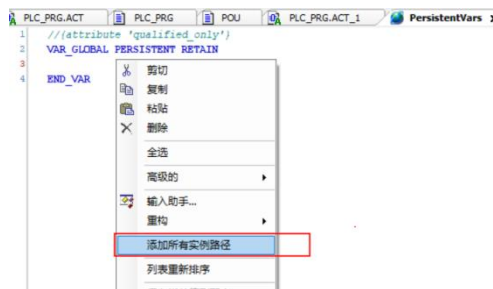 PLC_PRG.ACT PLC_PRG POU PLC_PRG.ACT_1 PersistentVars
1 //{attribute 'qualified_only'}
2 VAR_GLOBAL PERSISTENT RETAIN
3
4 END_VAR
剪切
复制
粘贴
删除
全选
高级的
输入助手...
重构
添加所有实例路径
列表重新排序